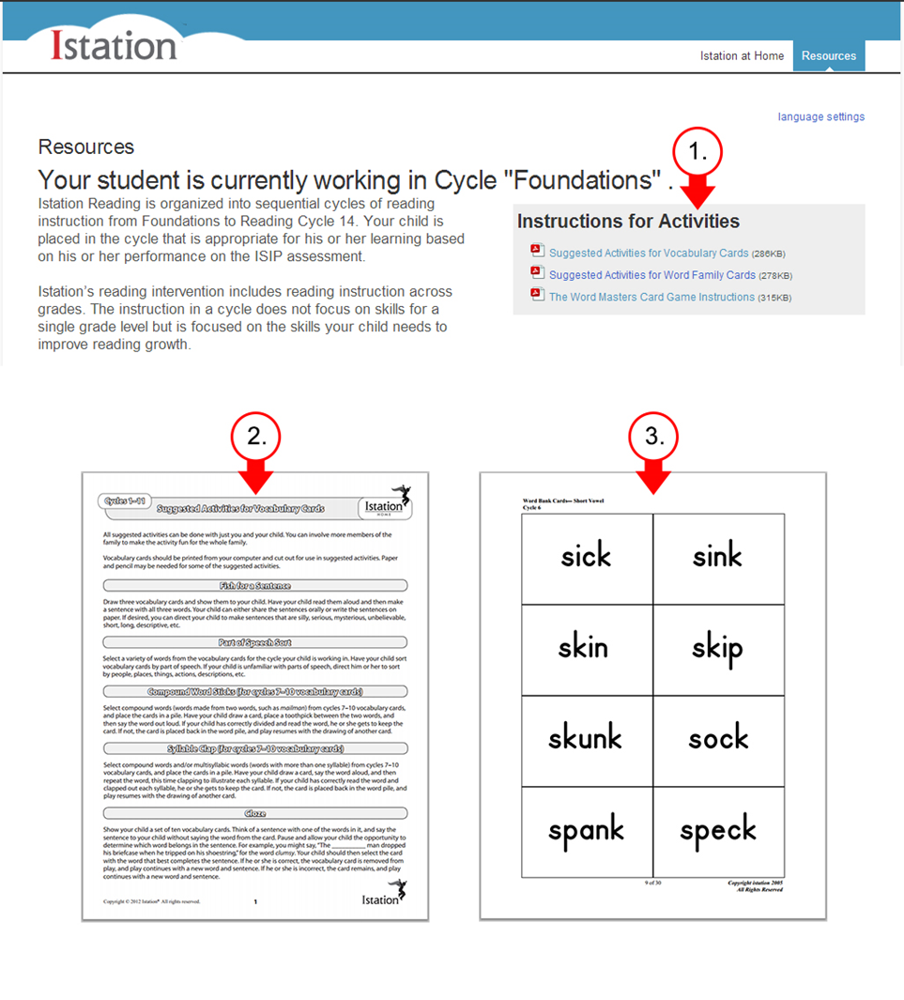 Istation
Istation at Home
Resources
language settings
Resources
1.
Your student is currently working in Cycle "Foundations" .
Istation Reading is organized into sequential cycles of reading
instruction from Foundations to Reading Cycle 14. Your child is
placed in the cycle that is appropriate for his or her learning based
on his or her performance on the ISIP assessment.
Istation’s reading intervention includes reading instruction across
grades. The instruction in a cycle does not focus on skills for a
single grade level but is focused on the skills your child needs to
improve reading growth.
Instructions for Activities
Suggested Activities for Vocabulary Cards (286KB)
Suggested Activities for Word Family Cards (278KB)
The Word Masters Card Game Instructions (315KB)
2.
Cycles 1–11
Suggested Activities for Vocabulary Cards
Istation
HOME
All suggested activities can be done with just you and your child. You can involve more members of the
family to make the activity fun for the whole family.
Vocabulary cards should be printed from your computer and cut out for use in suggested activities. Paper
and pencil may be needed for some of the suggested activities.
Fish for a Sentence
Draw three vocabulary cards and show them to your child. Have your child read them aloud and then make
a sentence with all three words. Your child can either share the sentences orally or write the sentences on
paper. If desired, you can direct your child to make sentences that are silly, serious, mysterious, unbelievable,
short, long, descriptive, etc.
Part of Speech Sort
Select a variety of words from the vocabulary cards for the cycle your child is working in. Have your child sort
vocabulary cards by part of speech. If your child is unfamiliar with parts of speech, direct him or her to sort
by people, places, things, actions, descriptions, etc.
Compound Word Sticks (for cycles 7–10 vocabulary cards)
Select compound words (words made from two words, such as mailman) from cycles 7–10 vocabulary cards,
and place the cards in a pile. Have your child draw a card, place a toothpick between the two words, and
then say the word out loud. If your child has correctly divided and read the word, he or she gets to keep the
card. If not, the card is placed back in the word pile, and play resumes with the drawing of another card.
Syllable Clap (for cycles 7–10 vocabulary cards)
Select compound words and/or multisyllabic words (words with more than one syllable) from cycles 7–10
vocabulary cards, and place the cards in a pile. Have your child draw a card, say the word aloud, and then
repeat the word, this time clapping to illustrate each syllable. If your child has correctly read the word and
clapped out each syllable, he or she gets to keep the card. If not, the card is placed back in the word pile, and
play resumes with the drawing of another card.
Cloze
Show your child a set of ten vocabulary cards. Think of a sentence with one of the words in it, and say the
sentence to your child without saying the word from the card. Pause and allow your child the opportunity to
determine which word belongs in the sentence. For example, you might say, “The __________ man dropped
his briefcase when he tripped on his shoestring,” for the word clumsy. Your child should then select the card
with the word that best completes the sentence. If he or she is correct, the vocabulary card is removed from
play, and play continues with a new word and sentence. If he or she is incorrect, the card remains, and play
continues with a new word and sentence.
Copyright © 2012 Istation® All rights reserved.
1
Istation
3.
Word Bank Cards-- Short Vowel
Cycle 6
sick sink
skin skip
skunk sock
spank speck
9 of 30
Copyright istation 2005
All Rights Reserved